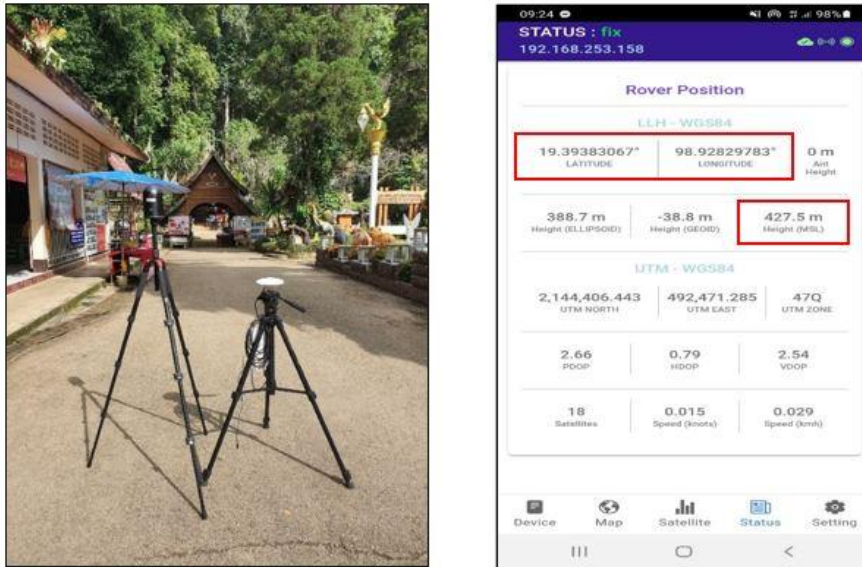 09:24
98%
STATUS : fix
192.168.253.158
Rover Position
LLH - WGS84
19.39383067° 98.92829783° 0 m
LATITUDE LONGITUDE Ant Height
388.7 m -38.8 m 427.5 m
Height (ELLIPSOID) Height (GEOID) Height (MSL)
UTM - WGS84
2,144,406.443 492,471.285 47Q
UTM NORTH UTM EAST UTM ZONE
2.66 0.79 2.54
PDOP HDOP VDOP
18 0.015 0.029
Satellites Speed (knots) Speed (kmh)
Device Map Satellite Status Setting